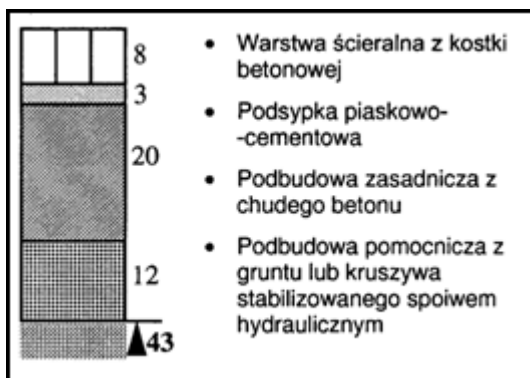 8
3
20
12
43
• Warstwa ścieralna z kostki
betonowej
• Podsypka piaskowo-
-cementowa
• Podbudowa zasadnicza z
chudego betonu
• Podbudowa pomocnicza z
gruntu lub kruszywa
stabilizowanego spoiwem
hydraulicznym